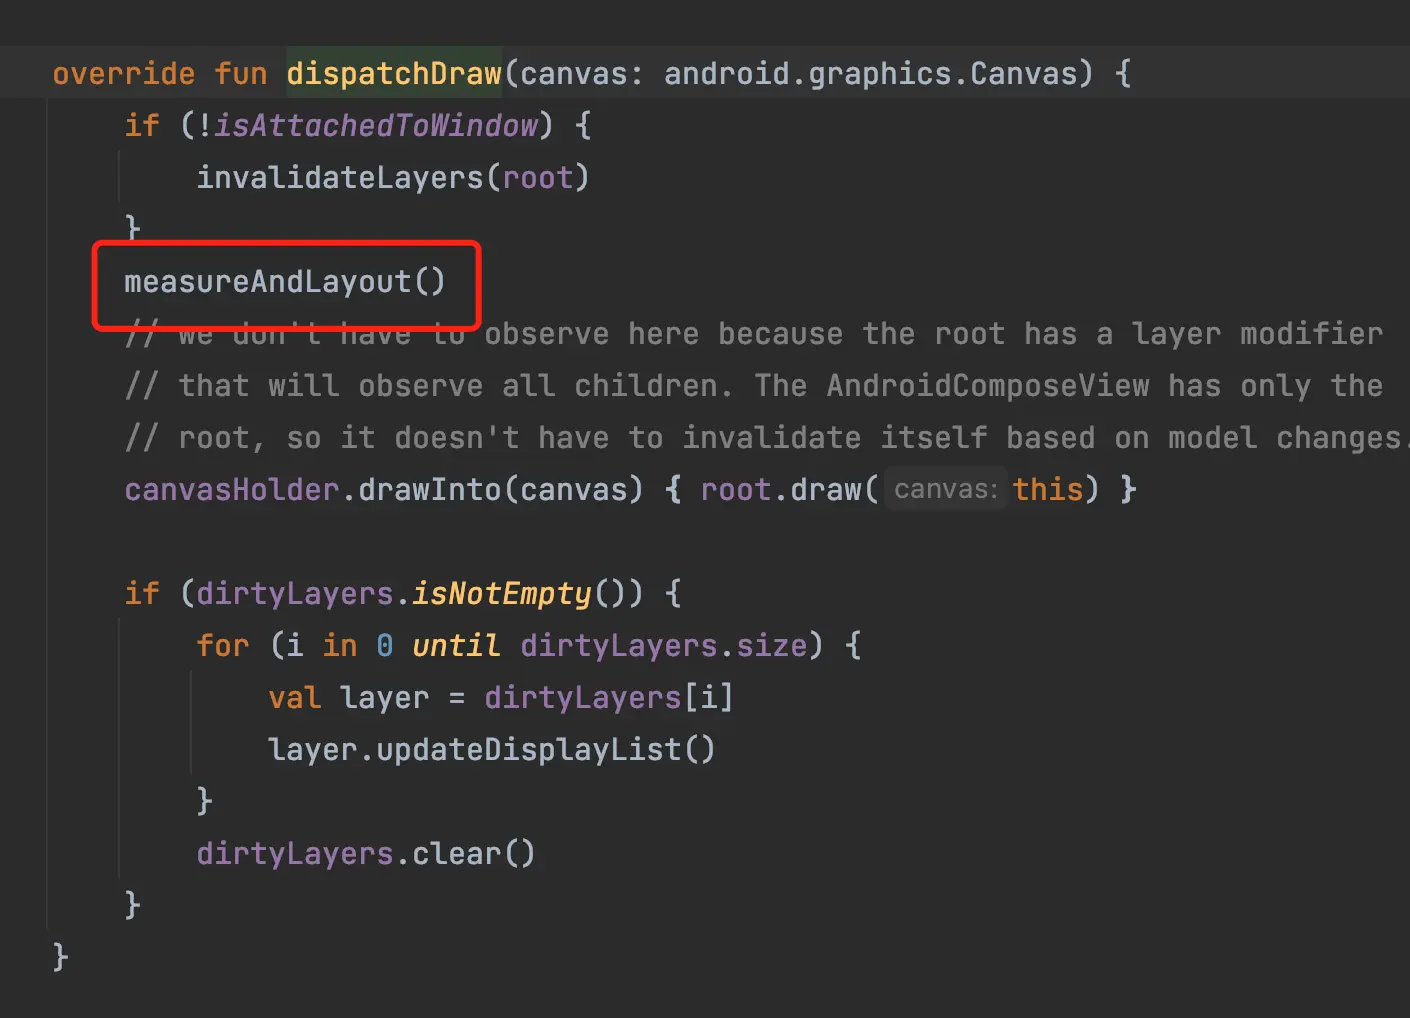 override fun dispatchDraw(canvas: android.graphics.Canvas) {
if (!isAttachedToWindow) {
invalidateLayers(root)
}
measureAndLayout()
// we don't have to observe here because the root has a layer modifier
// that will observe all children. The AndroidComposeView has only the
// root, so it doesn't have to invalidate itself based on model changes.
canvasHolder.drawInto(canvas) { root.draw( canvas: this) }
if (dirtyLayers.isNotEmpty()) {
for (i in 0 until dirtyLayers.size) {
val layer = dirtyLayers[i]
layer.updateDisplayList()
}
dirtyLayers.clear()
}
}